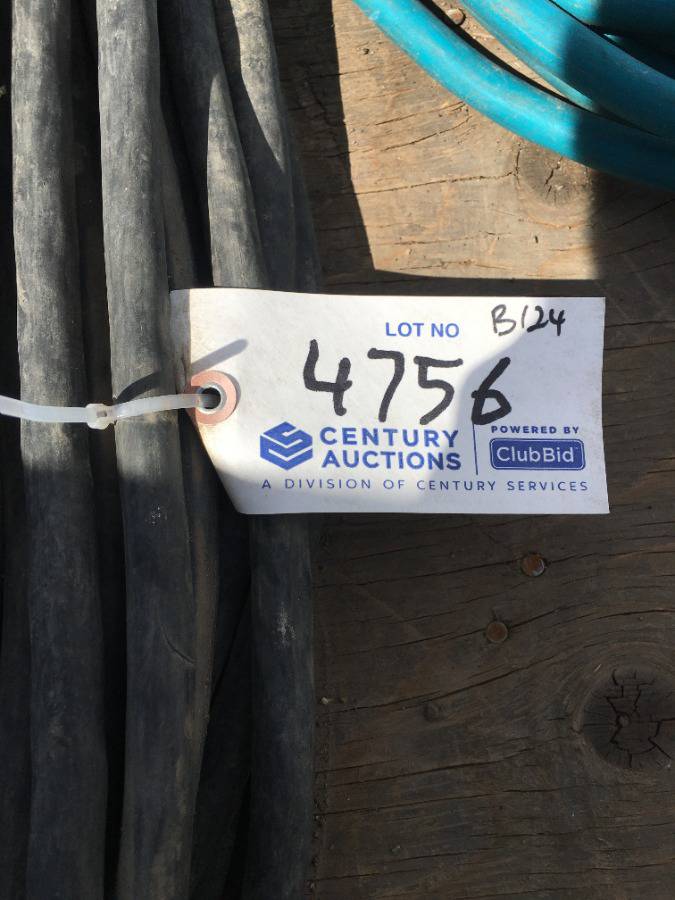 LOT NO B124
4756
CENTURY AUCTIONS
POWERED BY ClubBid
A DIVISION OF CENTURY SERVICES